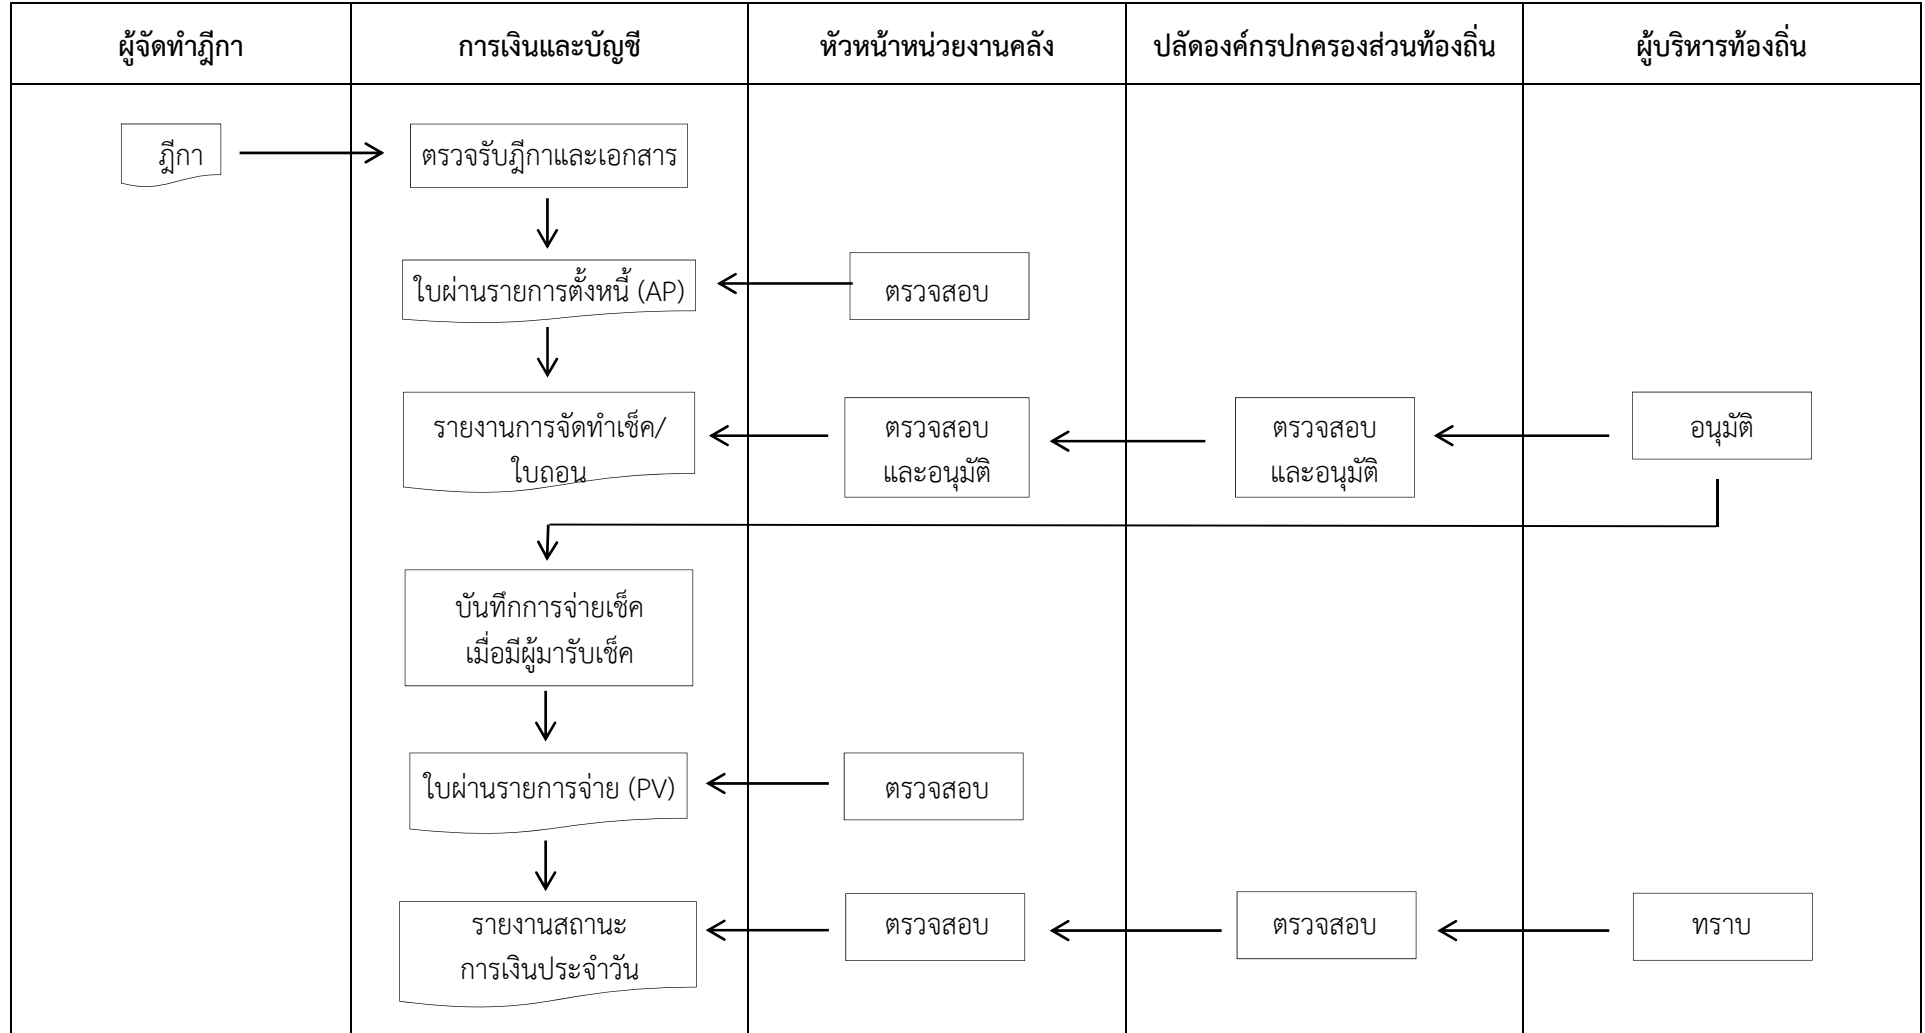 ผู้จัดทำฎีกา
การเงินและบัญชี
หัวหน้าหน่วยงานคลัง
ปลัดองค์กรปกครองส่วนท้องถิ่น
ผู้บริหารท้องถิ่น
ฎีกา
ตรวจรับฎีกาและเอกสาร
ใบผ่านรายการตั้งหนี้ (AP)
ตรวจสอบ
รายงานการจัดทำเช็ค/
ใบถอน
ตรวจสอบ
และอนุมัติ
ตรวจสอบ
และอนุมัติ
อนุมัติ
บันทึกการจ่ายเช็ค
เมื่อมีผู้มารับเช็ค
ใบผ่านรายการจ่าย (PV)
ตรวจสอบ
รายงานสถานะ
การเงินประจำวัน
ตรวจสอบ
ตรวจสอบ
ทราบ